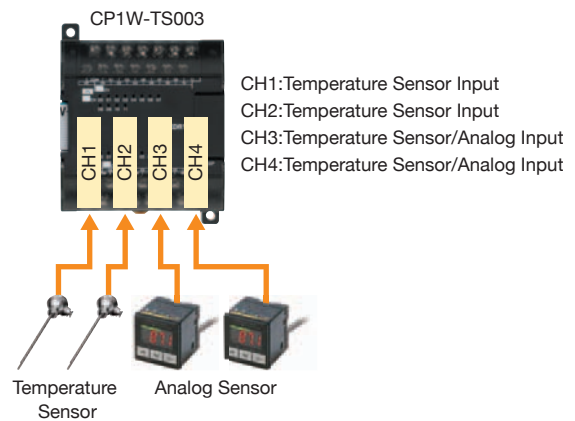 CP1W-TS003
CH1:Temperature Sensor Input
CH2:Temperature Sensor Input
CH3:Temperature Sensor/Analog Input
CH4:Temperature Sensor/Analog Input
CH1
CH2
CH3
CH4
Temperature
Sensor
Analog Sensor